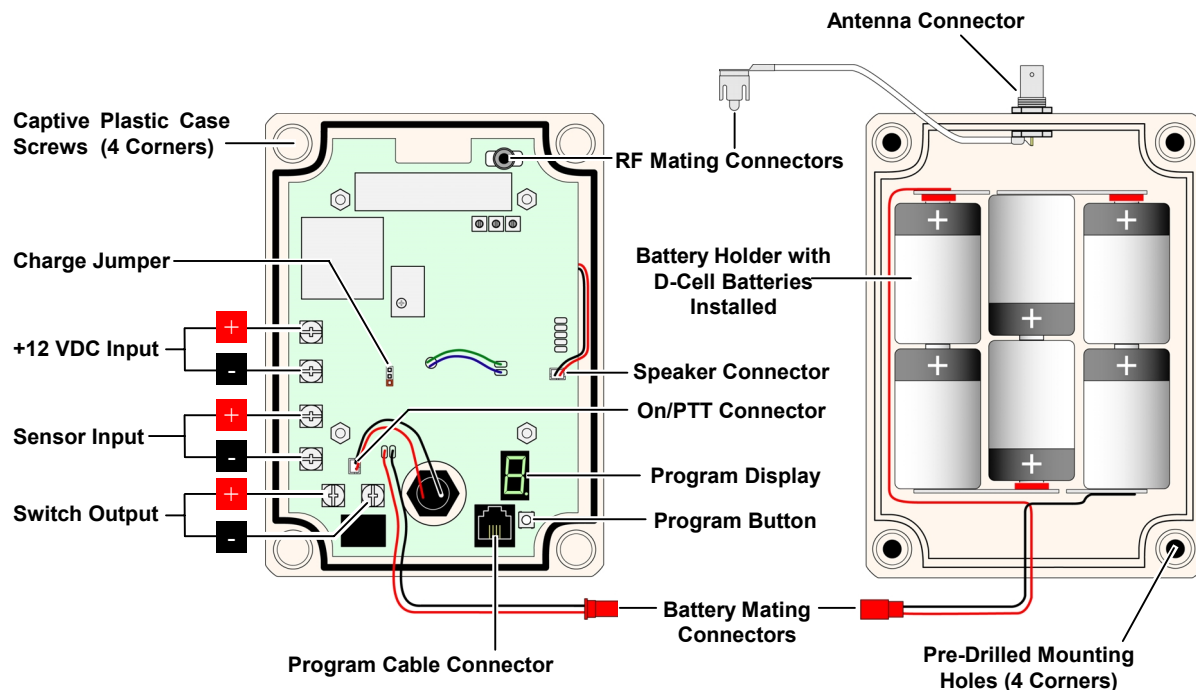 Antenna Connector
Captive Plastic Case
Screws (4 Corners)
RF Mating Connectors
Charge Jumper
Battery Holder with
D-Cell Batteries
Installed
+12 VDC Input
+
-
Speaker Connector
On/PTT Connector
Sensor Input
+
-
Program Display
Switch Output
+
-
Program Button
Battery Mating
Connectors
Program Cable Connector
Pre-Drilled Mounting
Holes (4 Corners)
+
+
+
+
+
+
8.